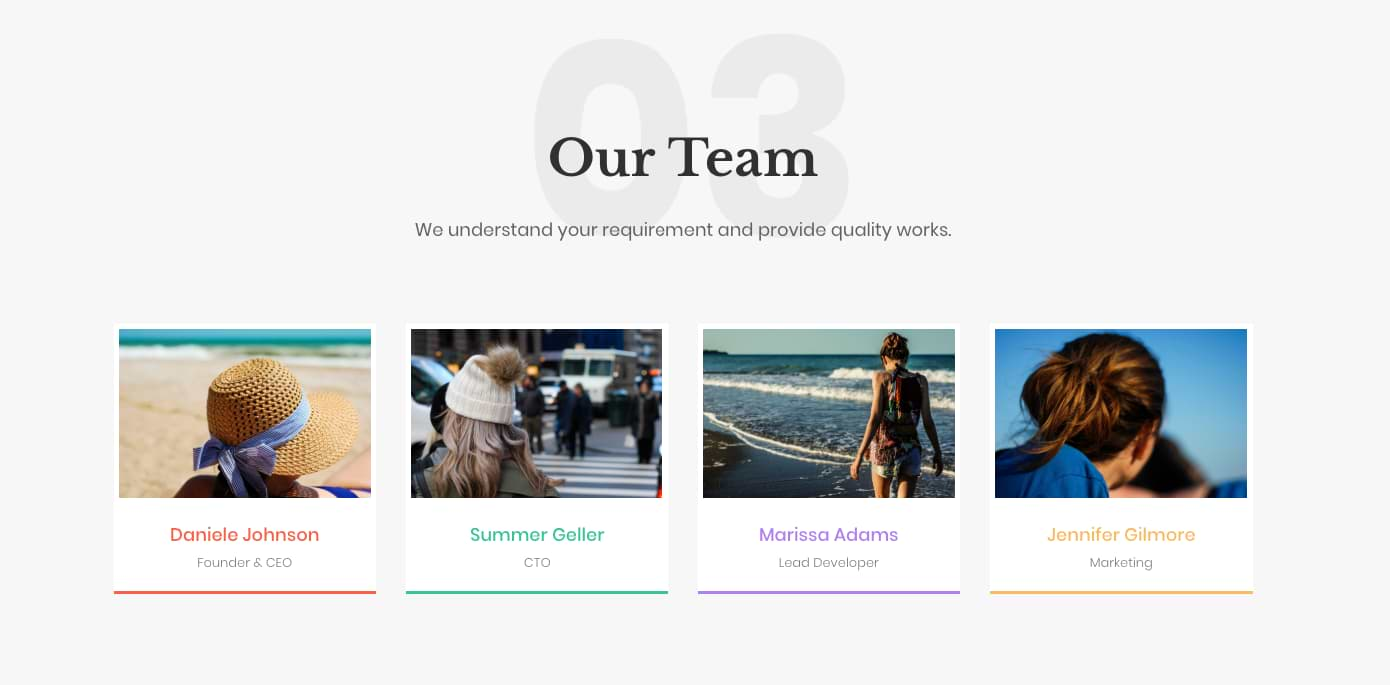 03
Our Team
We understand your requirement and provide quality works.
Daniele Johnson
Founder & CEO
Summer Geller
CTO
Marissa Adams
Lead Developer
Jennifer Gilmore
Marketing